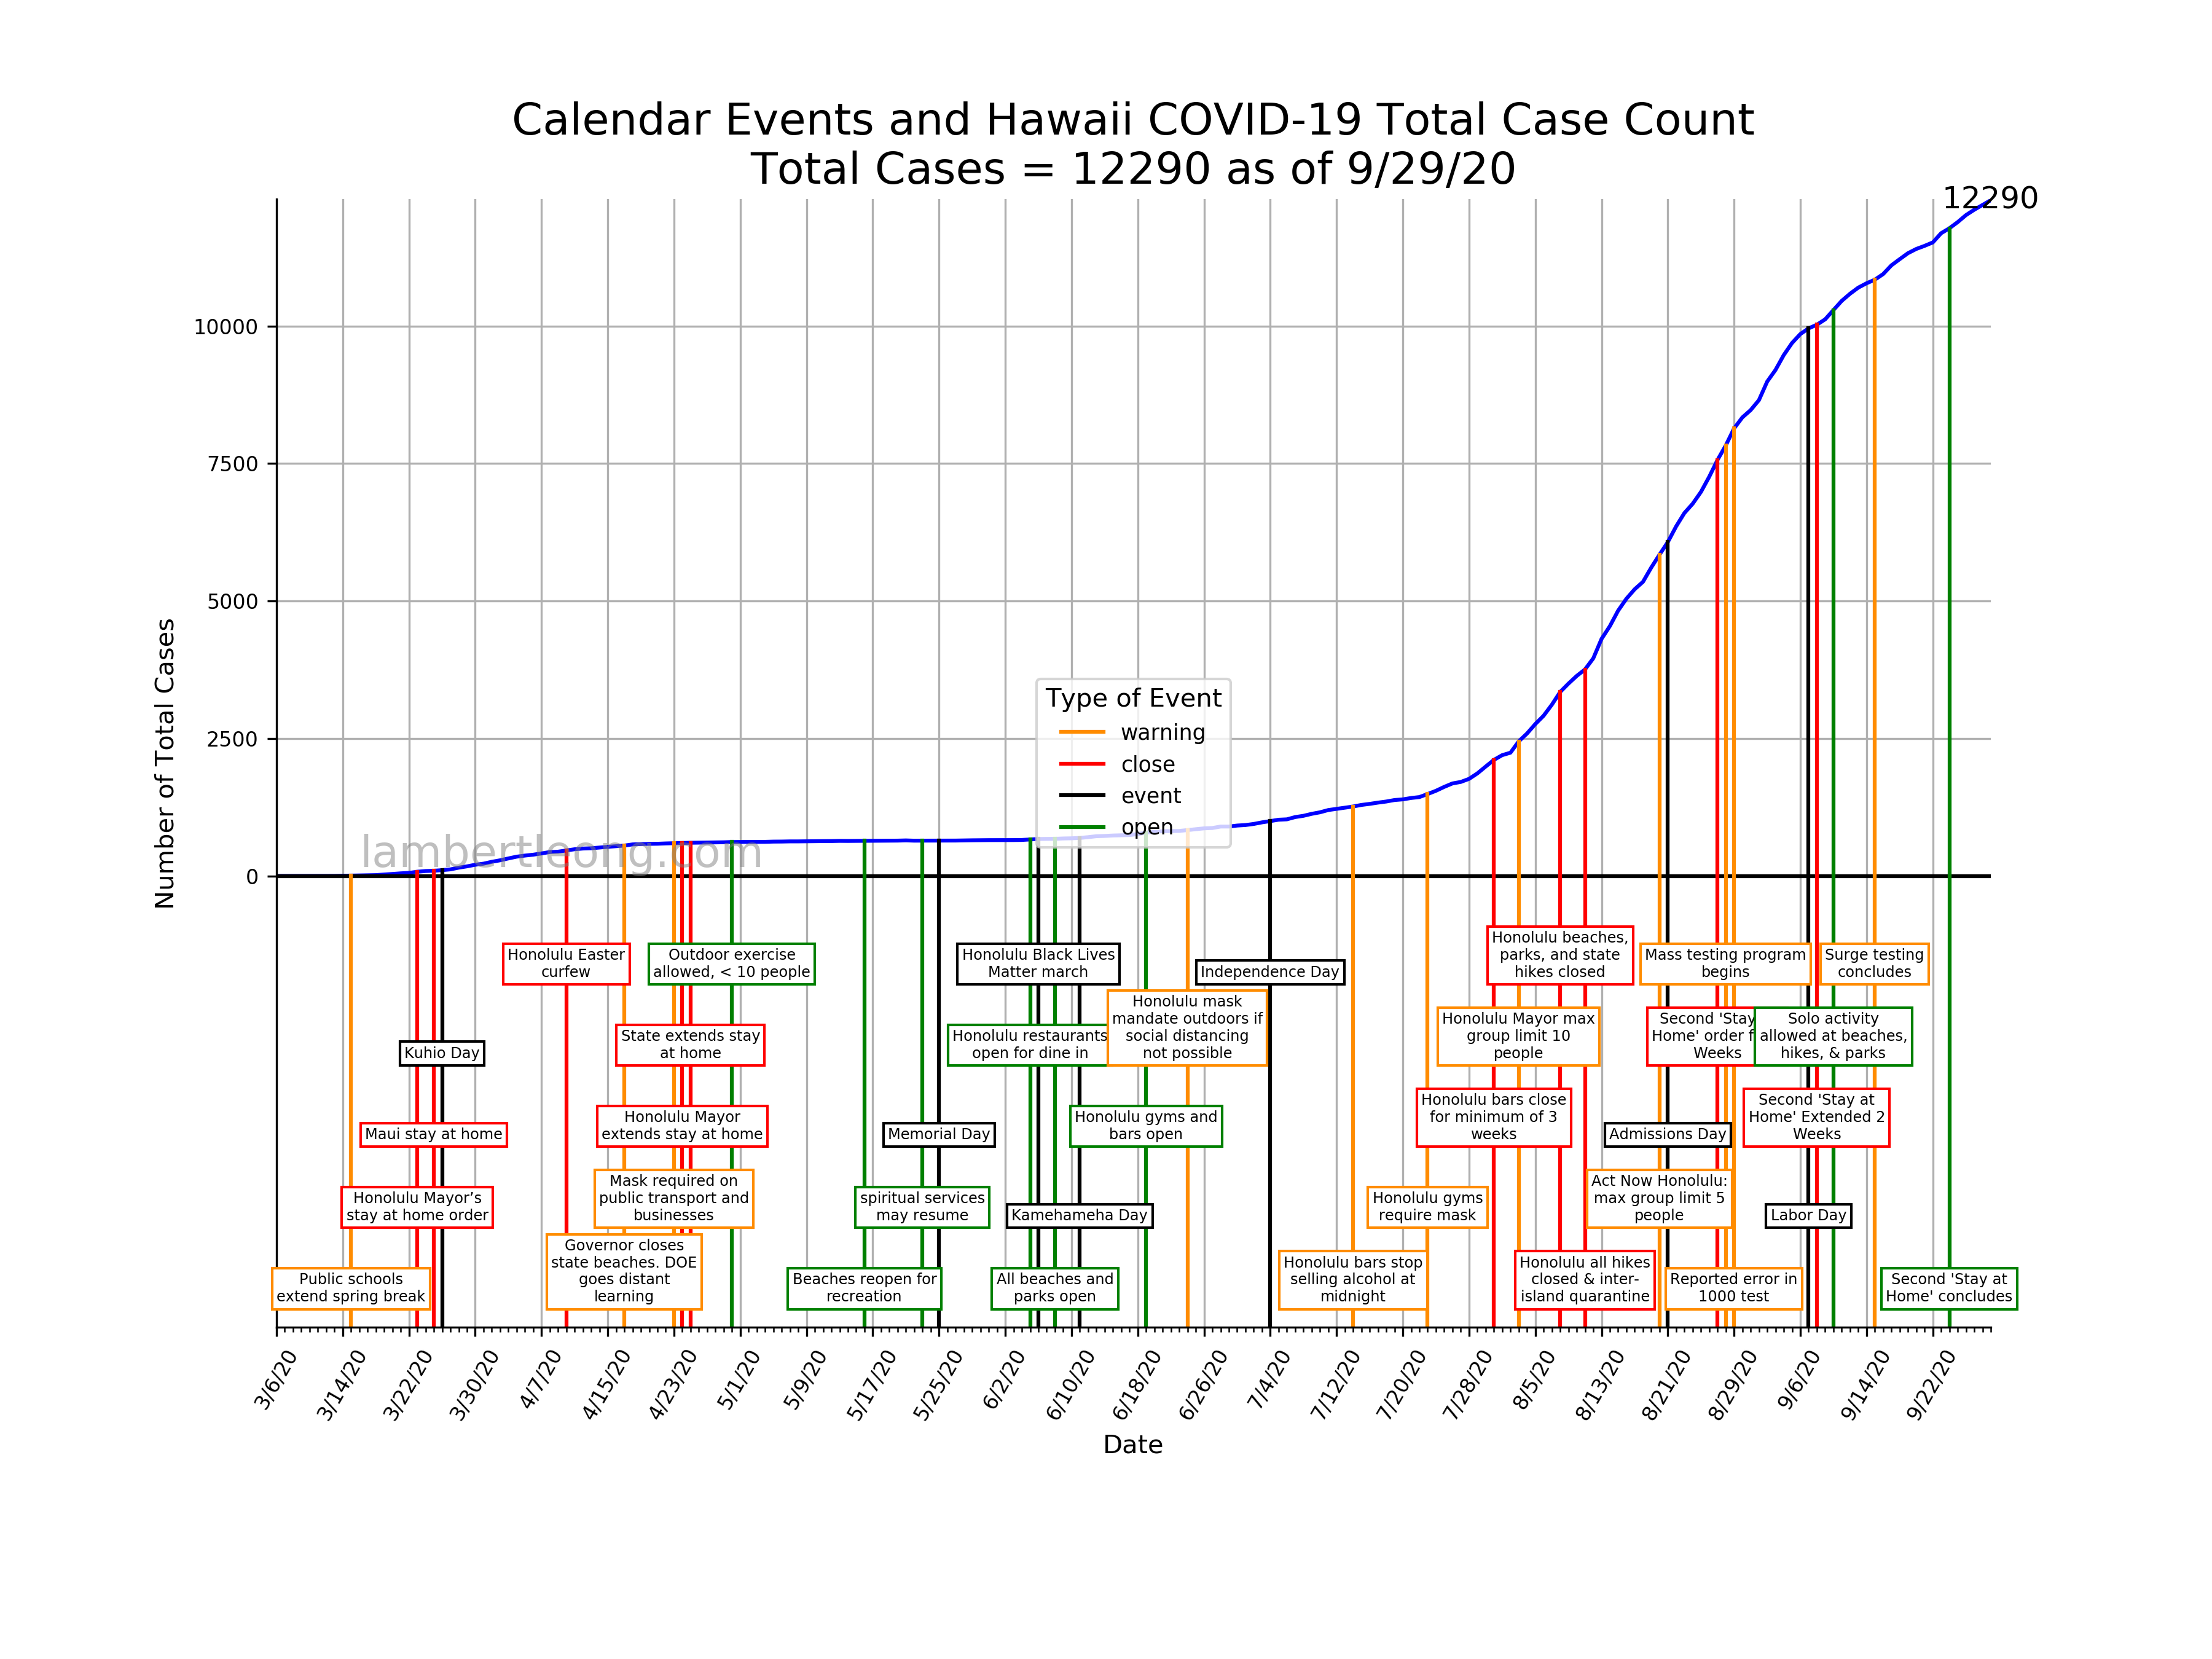 Calendar Events and Hawaii COVID-19 Total Case Count
Total Cases = 12290 as of 9/29/20
12290
Number of Total Cases
10000
7500
5000
2500
0
Type of Event
warning
close
event
open
lambertleong.com
Honolulu Easter
curfew
Outdoor exercise
allowed, < 10 people
Honolulu Black Lives
Matter march
Independence Day
Honolulu beaches,
parks, and state
hikes closed
Mass testing program
begins
Surge testing
concludes
Kuhio Day
State extends stay
at home
Honolulu restaurants
open for dine in
Honolulu mask
mandate outdoors if
social distancing
not possible
Honolulu Mayor max
group limit 10
people
Second 'Stay
Home' order f
Weeks
Solo activity
allowed at beaches,
hikes, & parks
Maui stay at home
Honolulu Mayor
extends stay at home
Memorial Day
Honolulu gyms and
bars open
Honolulu bars close
for minimum of 3
weeks
Admissions Day
Second 'Stay at
Home' Extended 2
Weeks
Honolulu Mayor’s
stay at home order
Mask required on
public transport and
businesses
spiritual services
may resume
Kamehameha Day
Honolulu gyms
require mask
Act Now Honolulu:
max group limit 5
people
Labor Day
Public schools
extend spring break
Governor closes
state beaches. DOE
goes distant
learning
Beaches reopen for
recreation
All beaches and
parks open
Honolulu bars stop
selling alcohol at
midnight
Honolulu all hikes
closed & inter-
island quarantine
Reported error in
1000 test
Second 'Stay at
Home' concludes
3/6/20
3/14/20
3/22/20
3/30/20
4/7/20
4/15/20
4/23/20
5/1/20
5/9/20
5/17/20
5/25/20
6/2/20
6/10/20
6/18/20
6/26/20
7/4/20
7/12/20
7/20/20
7/28/20
8/5/20
8/13/20
8/21/20
8/29/20
9/6/20
9/14/20
9/22/20
Date